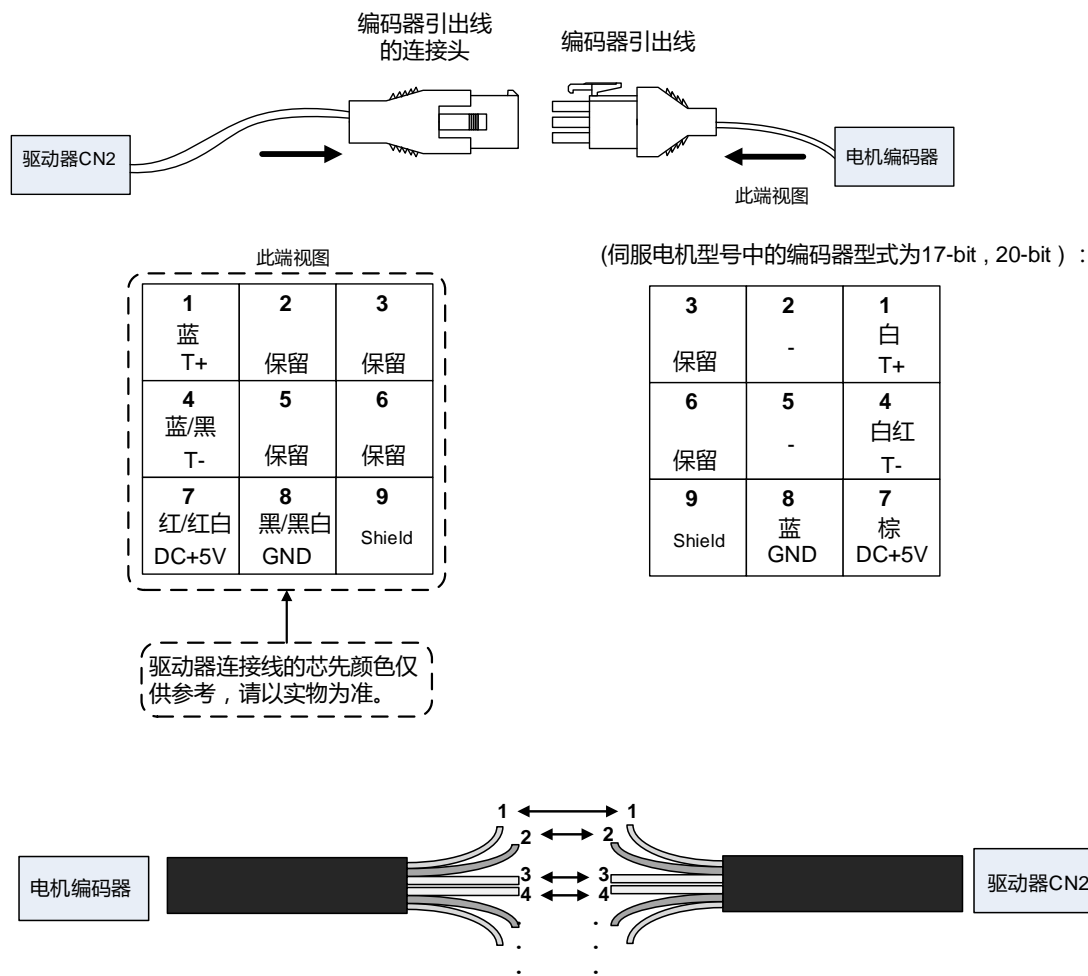 编码器引出线
的连接头
编码器引出线
驱动器CN2
电机编码器
此端视图
此端视图
(伺服电机型号中的编码器型式为17-bit , 20-bit ) :
1 2 3
蓝
T+ 保留 保留
4 5 6
蓝/黑
T- 保留 保留
7 8 9
红/红白 黑/黑白 Shield
DC+5V GND
3 2 1
白
保留 - T+
6 5 4
白红
保留 - T-
9 8 7
Shield 蓝 棕
GND DC+5V
驱动器连接线的芯先颜色仅
供参考，请以实物为准。
1 1
2 2
3 3
4 4
电机编码器
驱动器CN2